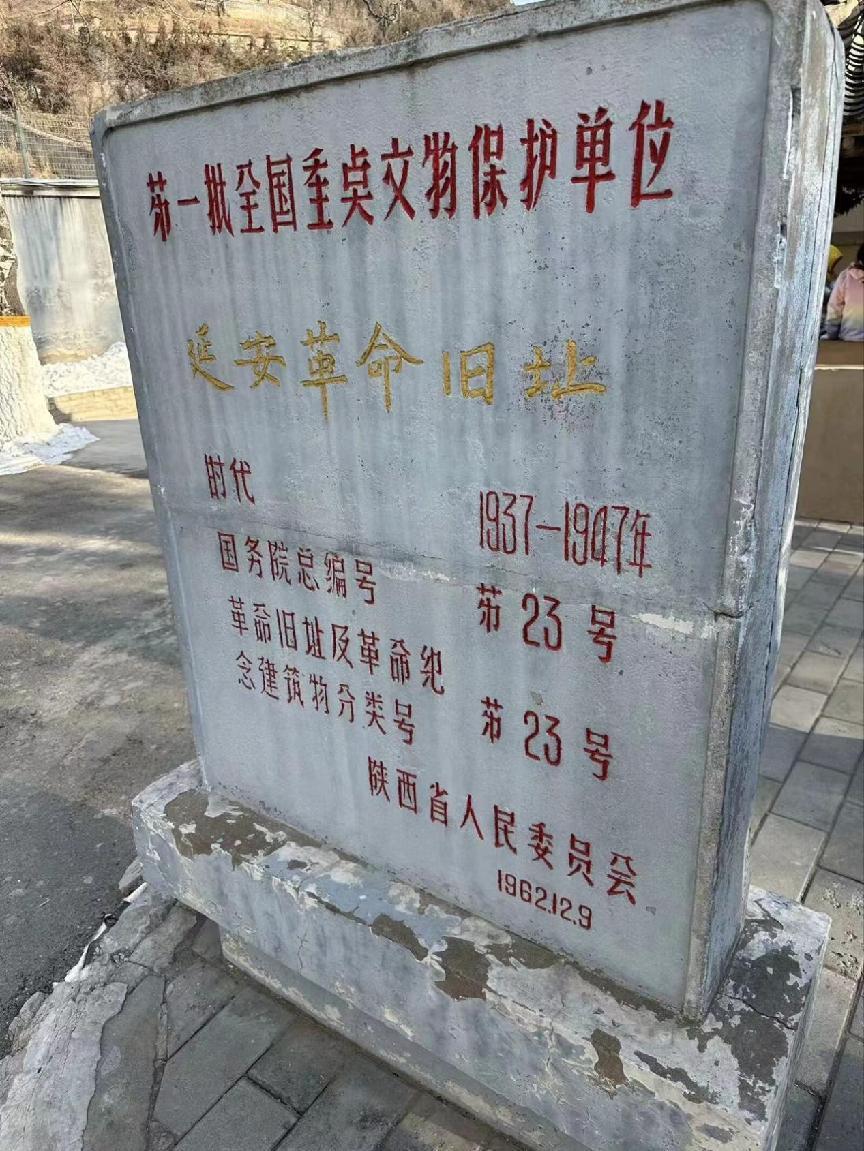 第一批全国重点文物保护单位
延安革命旧址
时代 1937—1947年
国务院总编号 第23号
革命旧址及革命纪
念建筑物分类号 第23号
陕西省人民委员会
1962.12.9